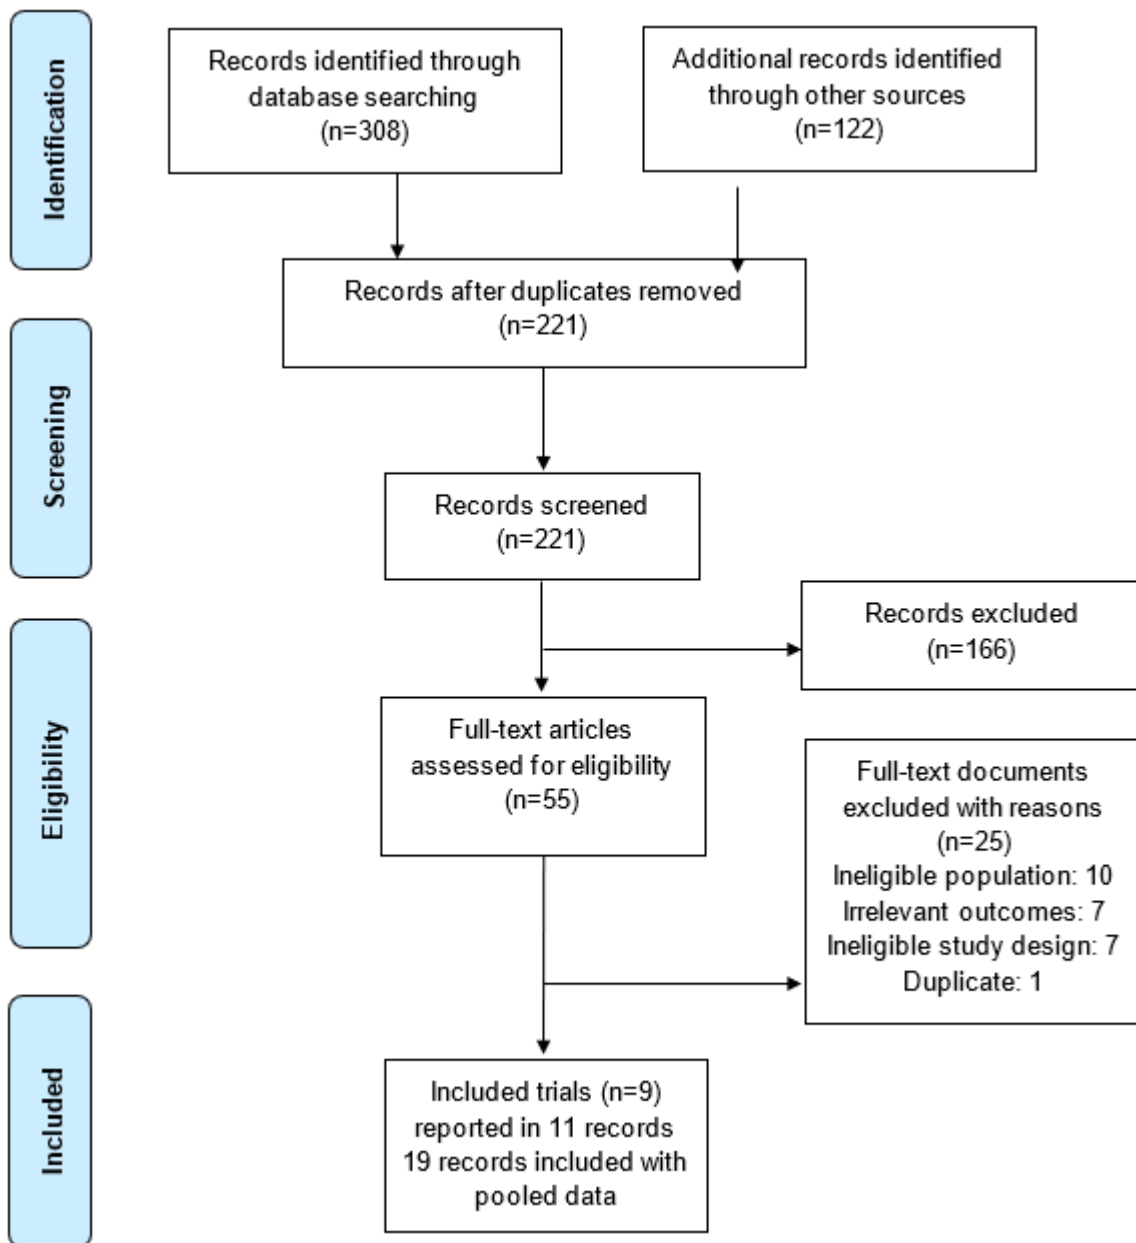 Identification
Records identified through
database searching
(n=308)
Additional records identified
through other sources
(n=122)
Records after duplicates removed
(n=221)
Screening
Records screened
(n=221)
Records excluded
(n=166)
Eligibility
Full-text articles
assessed for eligibility
(n=55)
Full-text documents
excluded with reasons
(n=25)
Ineligible population: 10
Irrelevant outcomes: 7
Ineligible study design: 7
Duplicate: 1
Included
Included trials (n=9)
reported in 11 records
19 records included with
pooled data